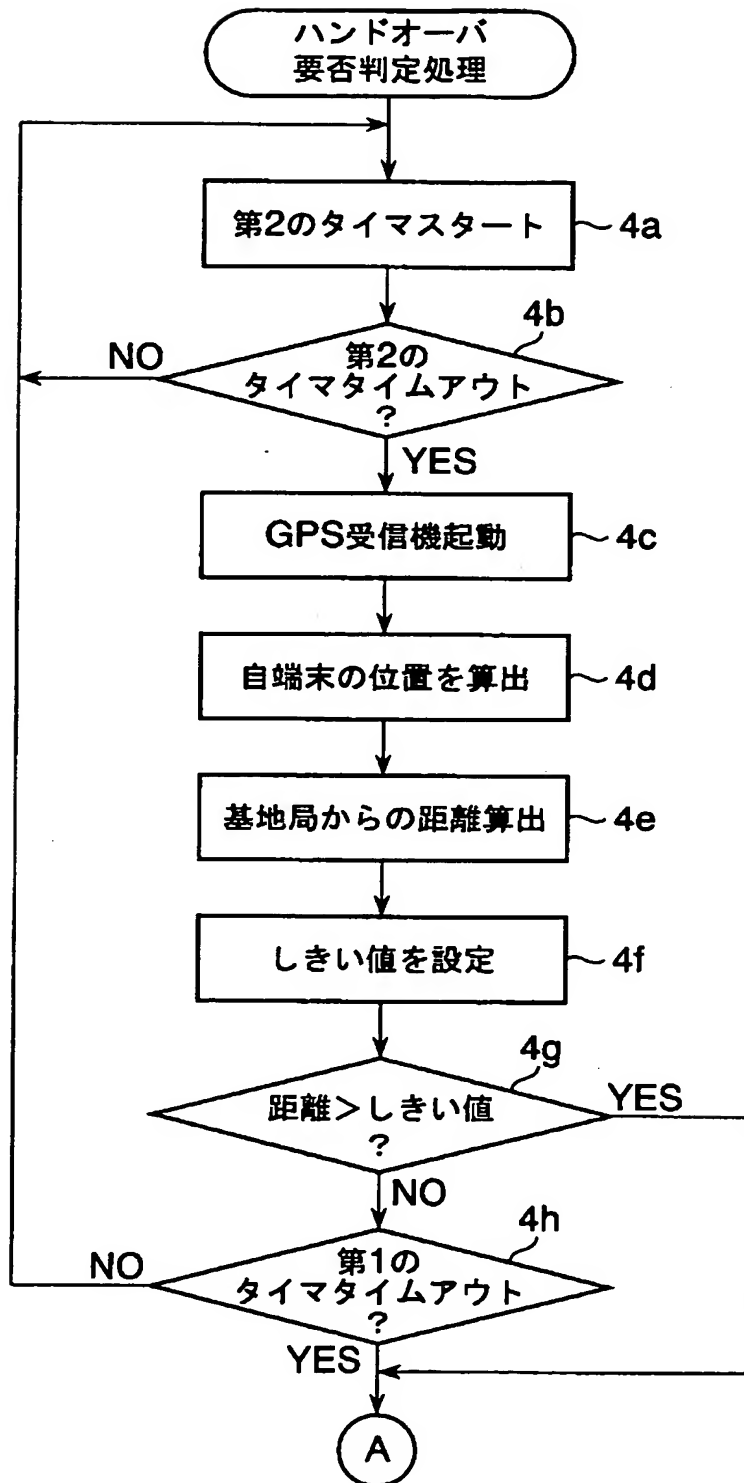 ハンドオーバ
要否判定処理
第2のタイマスタート
4a
4b
NO
第2の
タイマタイムアウト
?
YES
GPS受信機起動
4c
自端末の位置を算出
4d
基地局からの距離算出
4e
しきい値を設定
4f
4g
距離>しきい値
?
YES
NO
4h
NO
第1の
タイマタイムアウト
?
YES
A